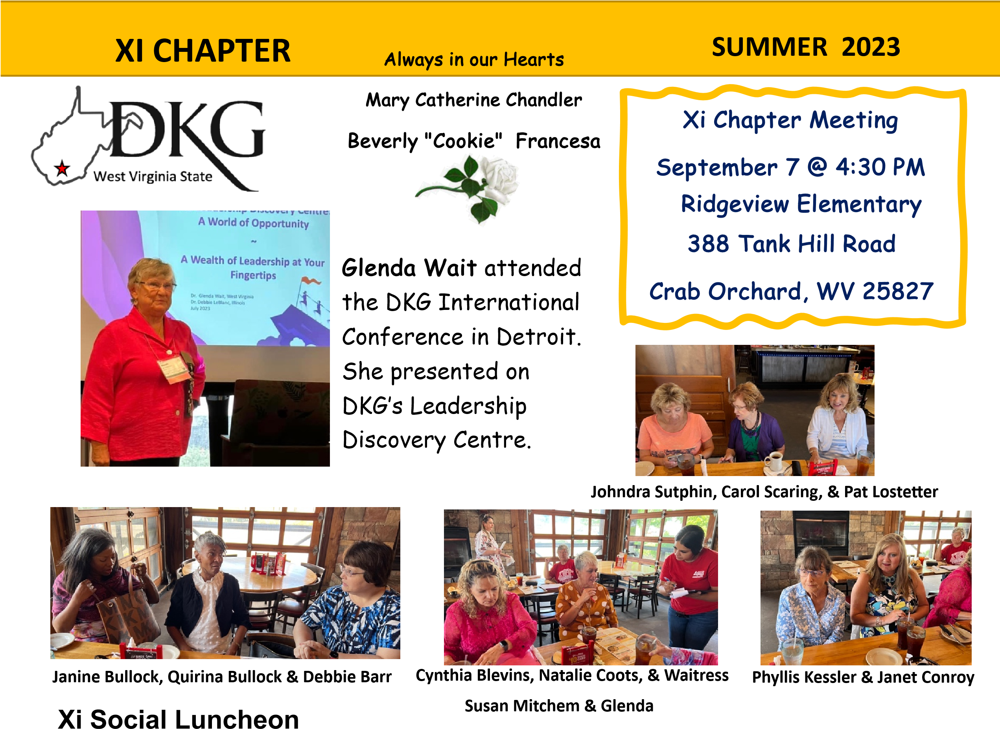 XI CHAPTER
Always in our Hearts
SUMMER 2023
DKG
West Virginia State
Mary Catherine Chandler
Beverly "Cookie" Francesa
Xi Chapter Meeting
September 7 @ 4:30 PM
Ridgeview Elementary
388 Tank Hill Road
Crab Orchard, WV 25827
A World of Opportunity
~
A Wealth of Leadership at Your
Fingertips
Dr. Glenda Wait, West Virginia
Dr. Debbie LeBlanc, Illinois
July 2023
Glenda Wait attended
the DKG International
Conference in Detroit.
She presented on
DKG’s Leadership
Discovery Centre.
Johndra Sutphin, Carol Scaring, & Pat Lostetter
Janine Bullock, Quirina Bullock & Debbie Barr
Cynthia Blevins, Natalie Coots, & Waitress
Susan Mitchem & Glenda
Phyllis Kessler & Janet Conroy
Xi Social Luncheon